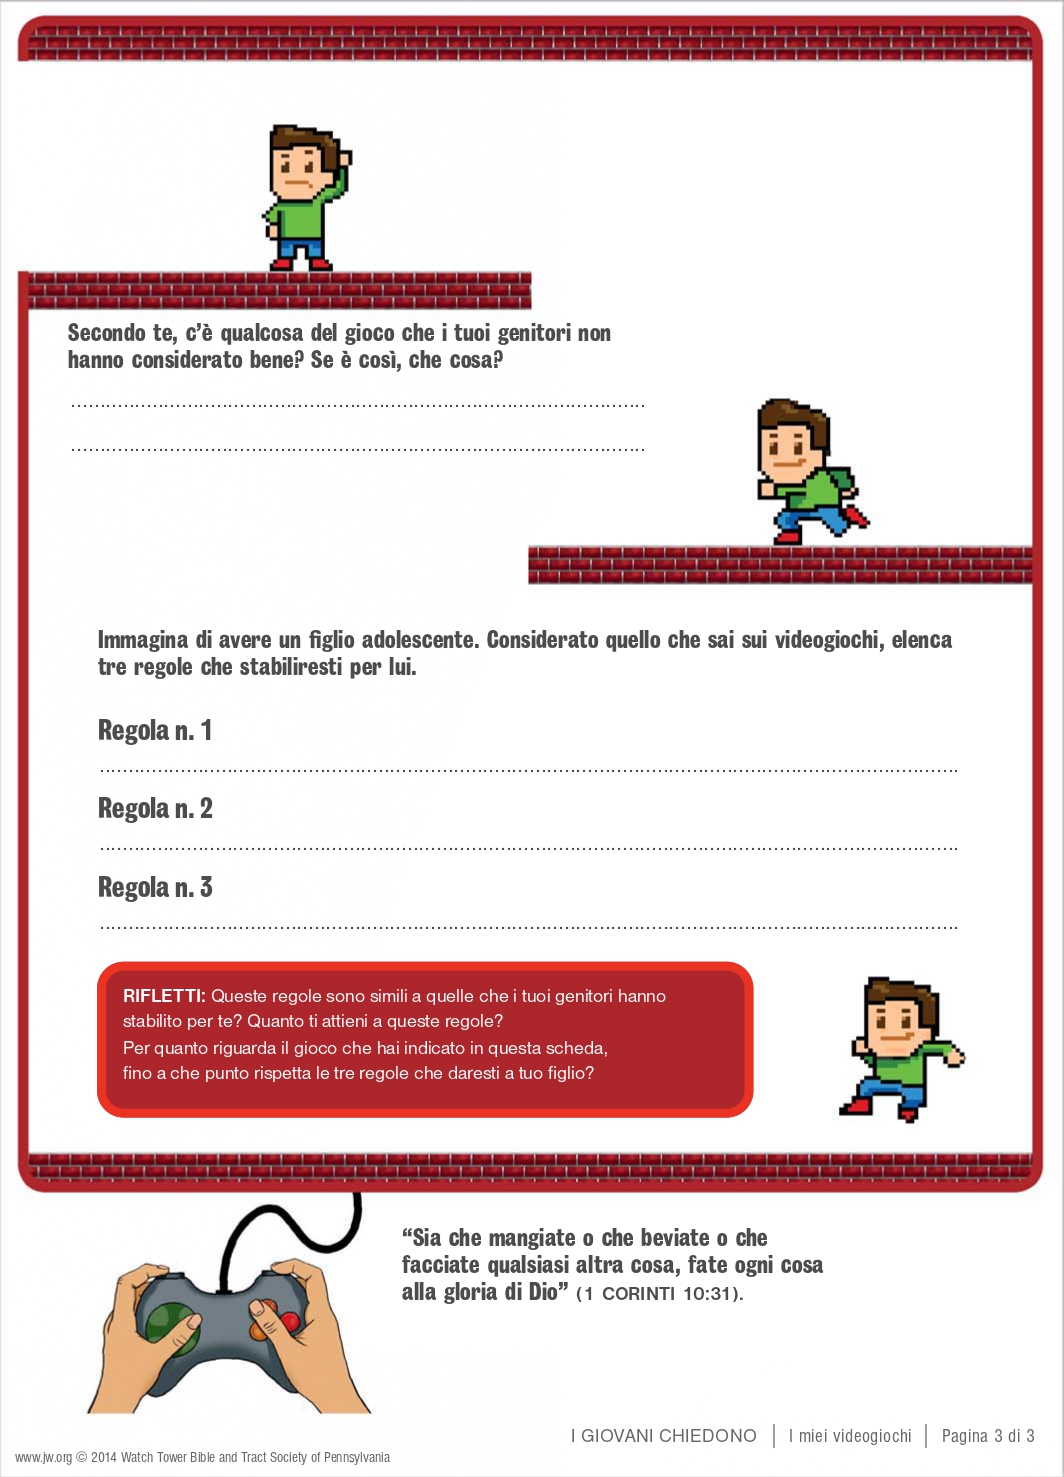 Secondo te, c’è qualcosa del gioco che i tuoi genitori non
hanno considerato bene? Se è così, che cosa?
Immagina di avere un figlio adolescente. Considerato quello che sai sui videogiochi, elenca
tre regole che stabiliresti per lui.
Regola n. 1
Regola n. 2
Regola n. 3
RIFLETTI: Queste regole sono simili a quelle che i tuoi genitori hanno
stabilito per te? Quanto ti attieni a queste regole?
Per quanto riguarda il gioco che hai indicato in questa scheda,
fino a che punto rispetta le tre regole che daresti a tuo figlio?
“Sia che mangiate o che beviate o che
facciate qualsiasi altra cosa, fate ogni cosa
alla gloria di Dio” (1 CORINTI 10:31).
I GIOVANI CHIEDONO | I miei videogiochi | Pagina 3 di 3
www.jw.org © 2014 Watch Tower Bible and Tract Society of Pennsylvania